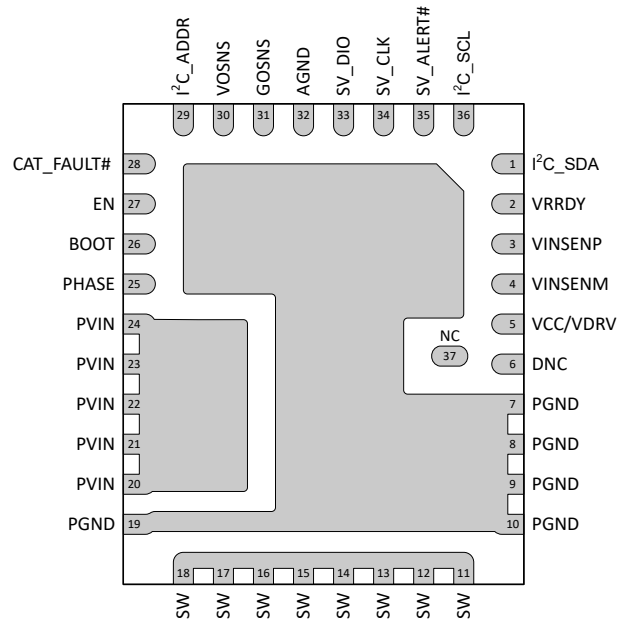 I²C_ADDR
VOSNS
GOSNS
AGND
SV_DIO
SV_CLK
SV_ALERT#
I²C_SCL
29
30
31
32
33
34
35
36
CAT_FAULT# 28
1 I²C_SDA
EN 27
2 VRRDY
BOOT 26
3 VINSENP
PHASE 25
4 VINSENM
PVIN 24
5 VCC/VDRV
NC
37
PVIN 23
6 DNC
PVIN 22
7 PGND
PVIN 21
8 PGND
PVIN 20
9 PGND
PGND 19
10 PGND
18
17
16
15
14
13
12
11
SW
SW
SW
SW
SW
SW
SW
SW